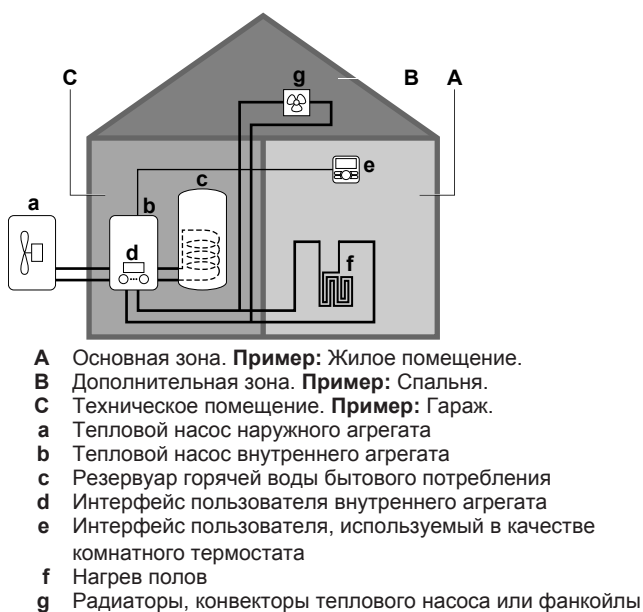 g
C
B
A
e
c
a
b
d
f
A Основная зона. Пример: Жилое помещение.
B Дополнительная зона. Пример: Спальня.
C Техническое помещение. Пример: Гараж.
a Тепловой насос наружного агрегата
b Тепловой насос внутреннего агрегата
c Резервуар горячей воды бытового потребления
d Интерфейс пользователя внутреннего агрегата
e Интерфейс пользователя, используемый в качестве
комнатного термостата
f Нагрев полов
g Радиаторы, конвекторы теплового насоса или фанкойлы